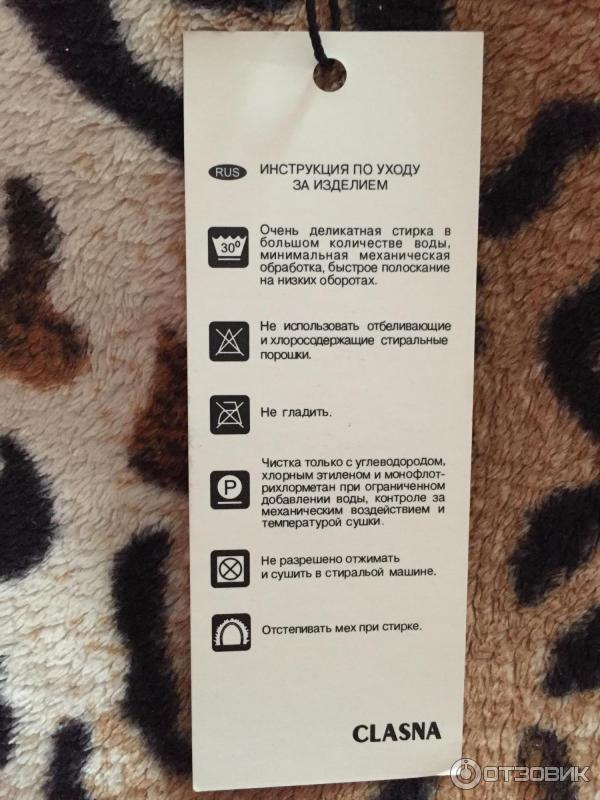 RUS
ИНСТРУКЦИЯ ПО УХОДУ
ЗА ИЗДЕЛИЕМ
30º
Очень деликатная стирка в
большом количестве воды,
минимальная механическая
обработка, быстрое полоскание
на низких оборотах.
Не использовать отбеливающие
и хлоросодержащие стиральные
порошки.
Не гладить.
P
Чистка только с углеводородом,
хлорным этиленом и монофлот-
рихлорметан при ограниченном
добавлении воды, контроле за
механическим воздействием и
температурой сушки.
Не разрешено отжимать
и сушить в стиральой машине.
Отстепивать мех при стирке.
CLASNA
ОТЗОВИК